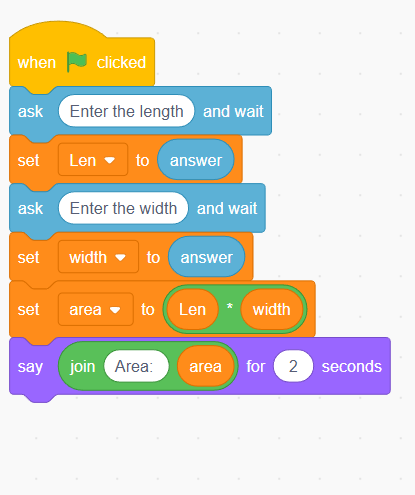 when clicked
ask Enter the length and wait
set Len to answer
ask Enter the width and wait
set width to answer
set area to Len * width
say join Area: area for 2 seconds